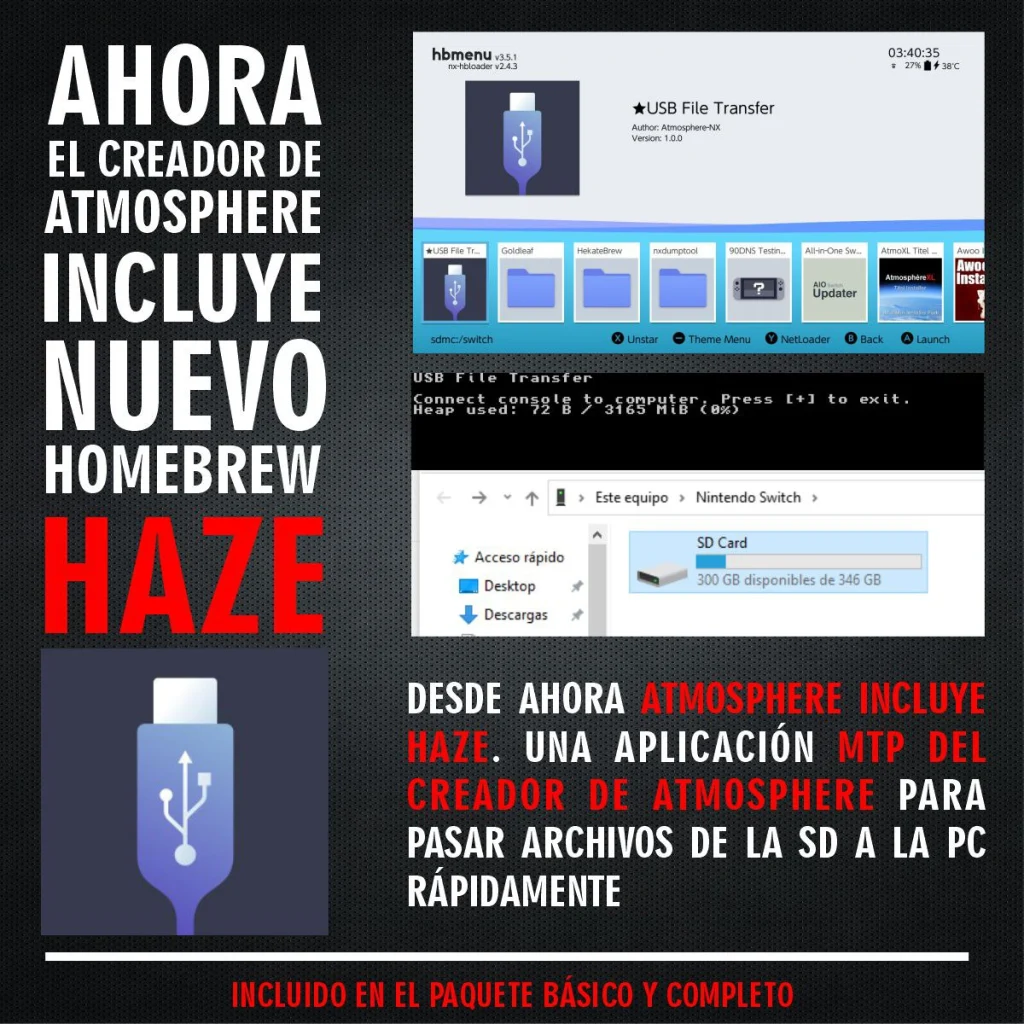 AHORA
EL CREADOR DE
ATMOSPHERE
INCLUYE
NUEVO
HOMEBREW
HAZE
hbmenu v3.5.1
nx-hbloader v2.4.3
03:40:35
27% 38°C
★USB File Transfer
Author: Atmosphere-NX
Version: 1.0.0
★USB File Tr...
Goldleaf
HekateBrew
nxdumptool
90DNS Testin...
All-in-One Sw...
AtmoXL Titel ...
Awoo
?
AIO
Updater
AtmosphèreXL
Awoo
Insta
sdmc:/switch
X Unstar
Theme Menu
Y NetLoader
B Back
A Launch
USB File Transfer
Connect console to computer. Press [+] to exit.
Heap used: 72 B / 3165 MiB (0%)
Este equipo > Nintendo Switch >
Acceso rápido
Desktop
Descargas
SD Card
300 GB disponibles de 346 GB
DESDE AHORA ATMOSPHERE INCLUYE
HAZE. UNA APLICACIÓN MTP DEL
CREADOR DE ATMOSPHERE PARA
PASAR ARCHIVOS DE LA SD A LA PC
RÁPIDAMENTE
INCLUIDO EN EL PAQUETE BÁSICO Y COMPLETO